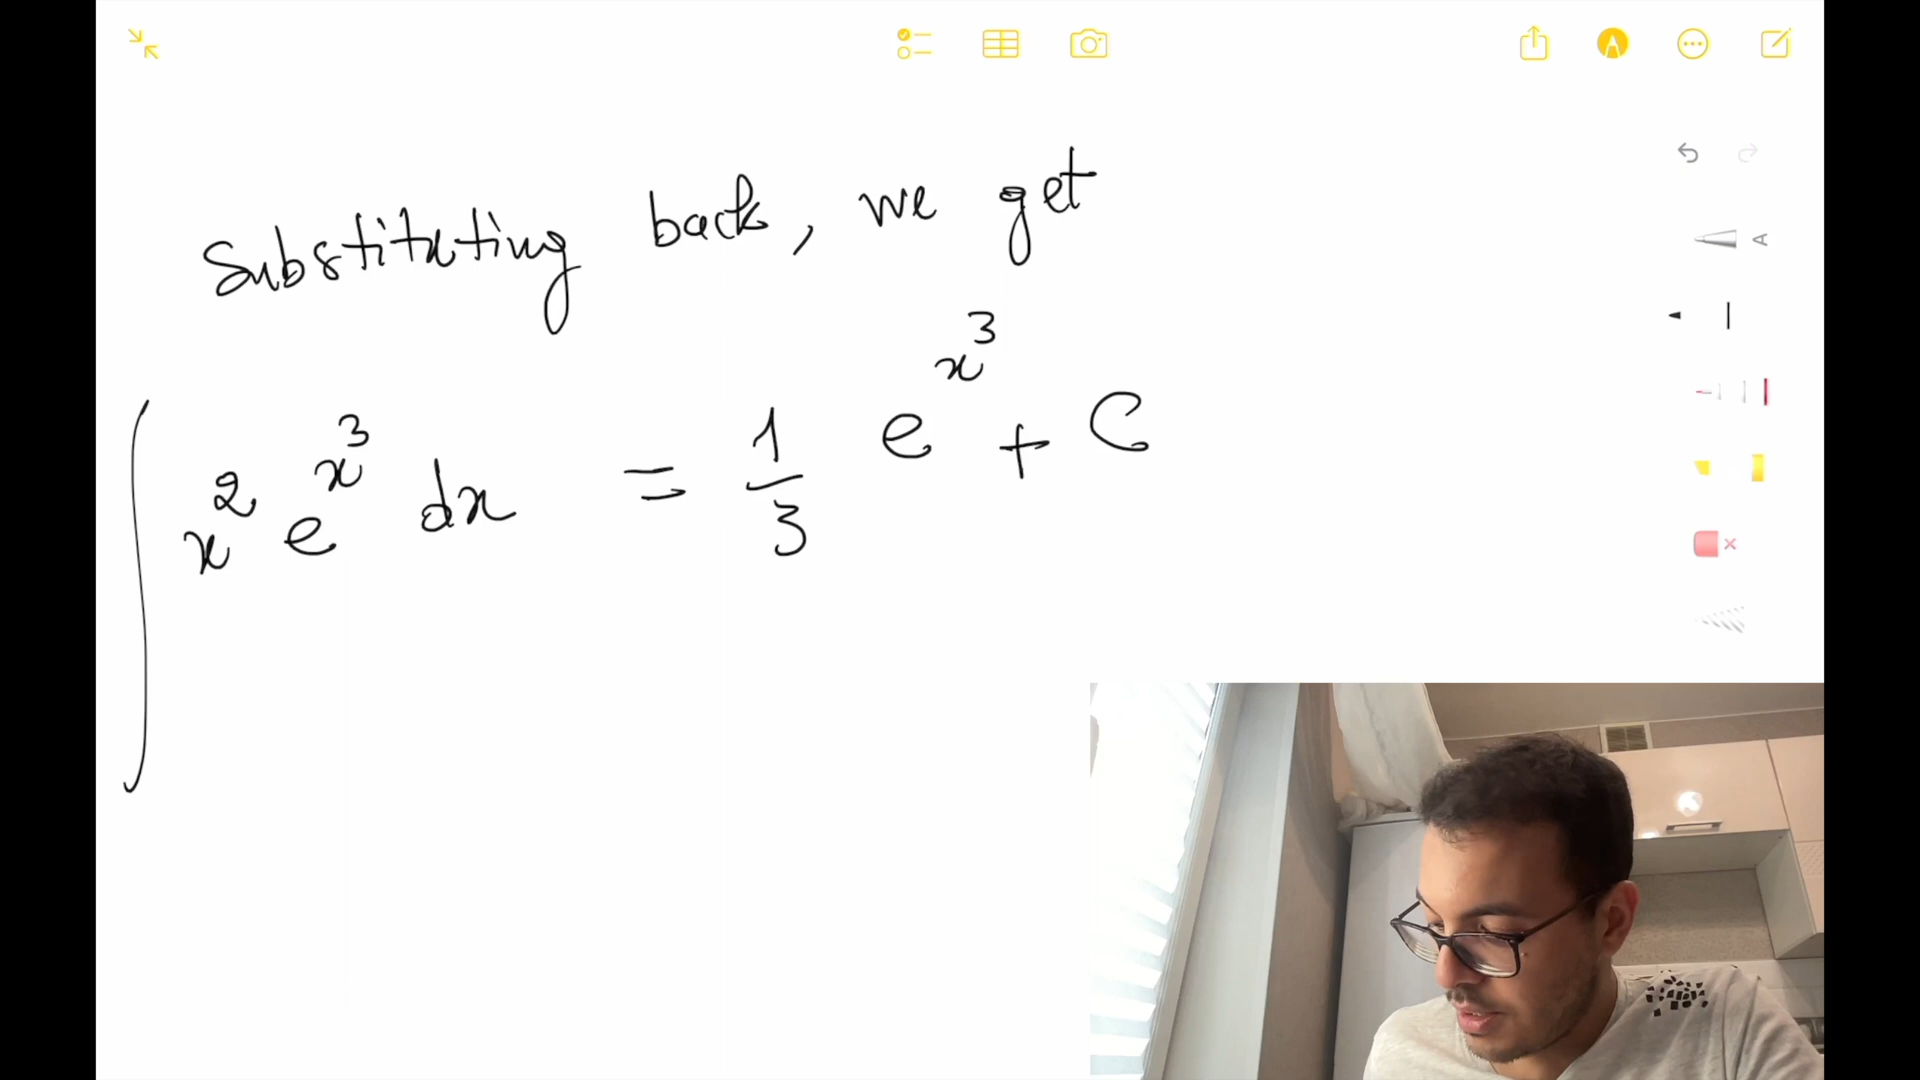 Substituting back, we get
∫ x² e^{x³} dx = 1/3 e^{x³} + C